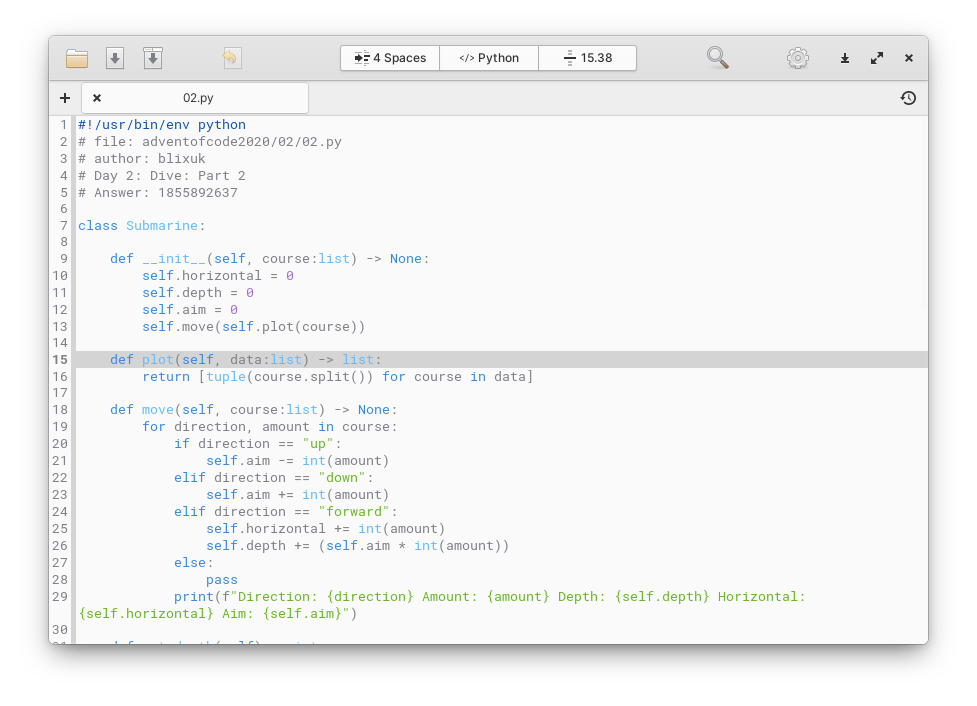 4 Spaces </> Python 15.38
02.py
1 #!/usr/bin/env python
2 # file: adventofcode2020/02/02.py
3 # author: blixuk
4 # Day 2: Dive: Part 2
5 # Answer: 1855892637
6
7 class Submarine:
8
9     def __init__(self, course:list) -> None:
10         self.horizontal = 0
11         self.depth = 0
12         self.aim = 0
13         self.move(self.plot(course))
14
15     def plot(self, data:list) -> list:
16         return [tuple(course.split()) for course in data]
17
18     def move(self, course:list) -> None:
19         for direction, amount in course:
20             if direction == "up":
21                 self.aim -= int(amount)
22             elif direction == "down":
23                 self.aim += int(amount)
24             elif direction == "forward":
25                 self.horizontal += int(amount)
26                 self.depth += (self.aim * int(amount))
27             else:
28                 pass
29             print(f"Direction: {direction} Amount: {amount} Depth: {self.depth} Horizontal:
{self.horizontal} Aim: {self.aim}")
30